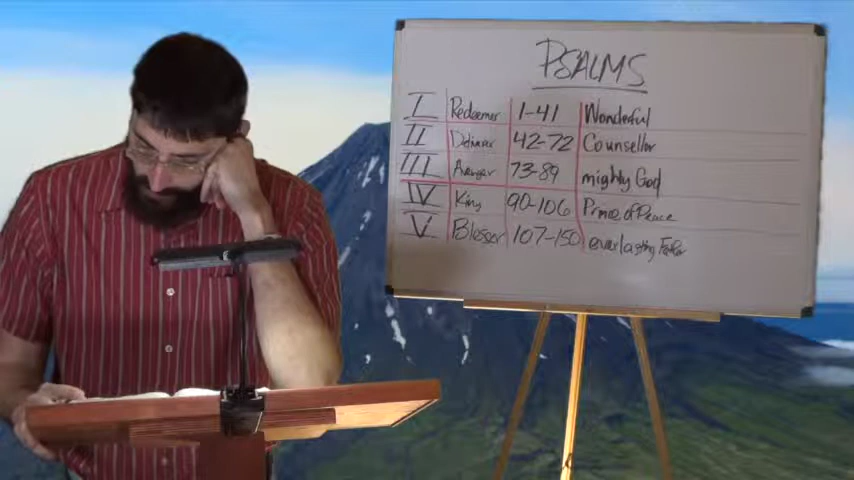 PSALMS
I Redeemer 1-41 Wonderful
II Deliverer 42-72 Counsellor
III Avenger 73-89 mighty God
IV King 90-106 Prince of Peace
V Blesser 107-150 everlasting Father